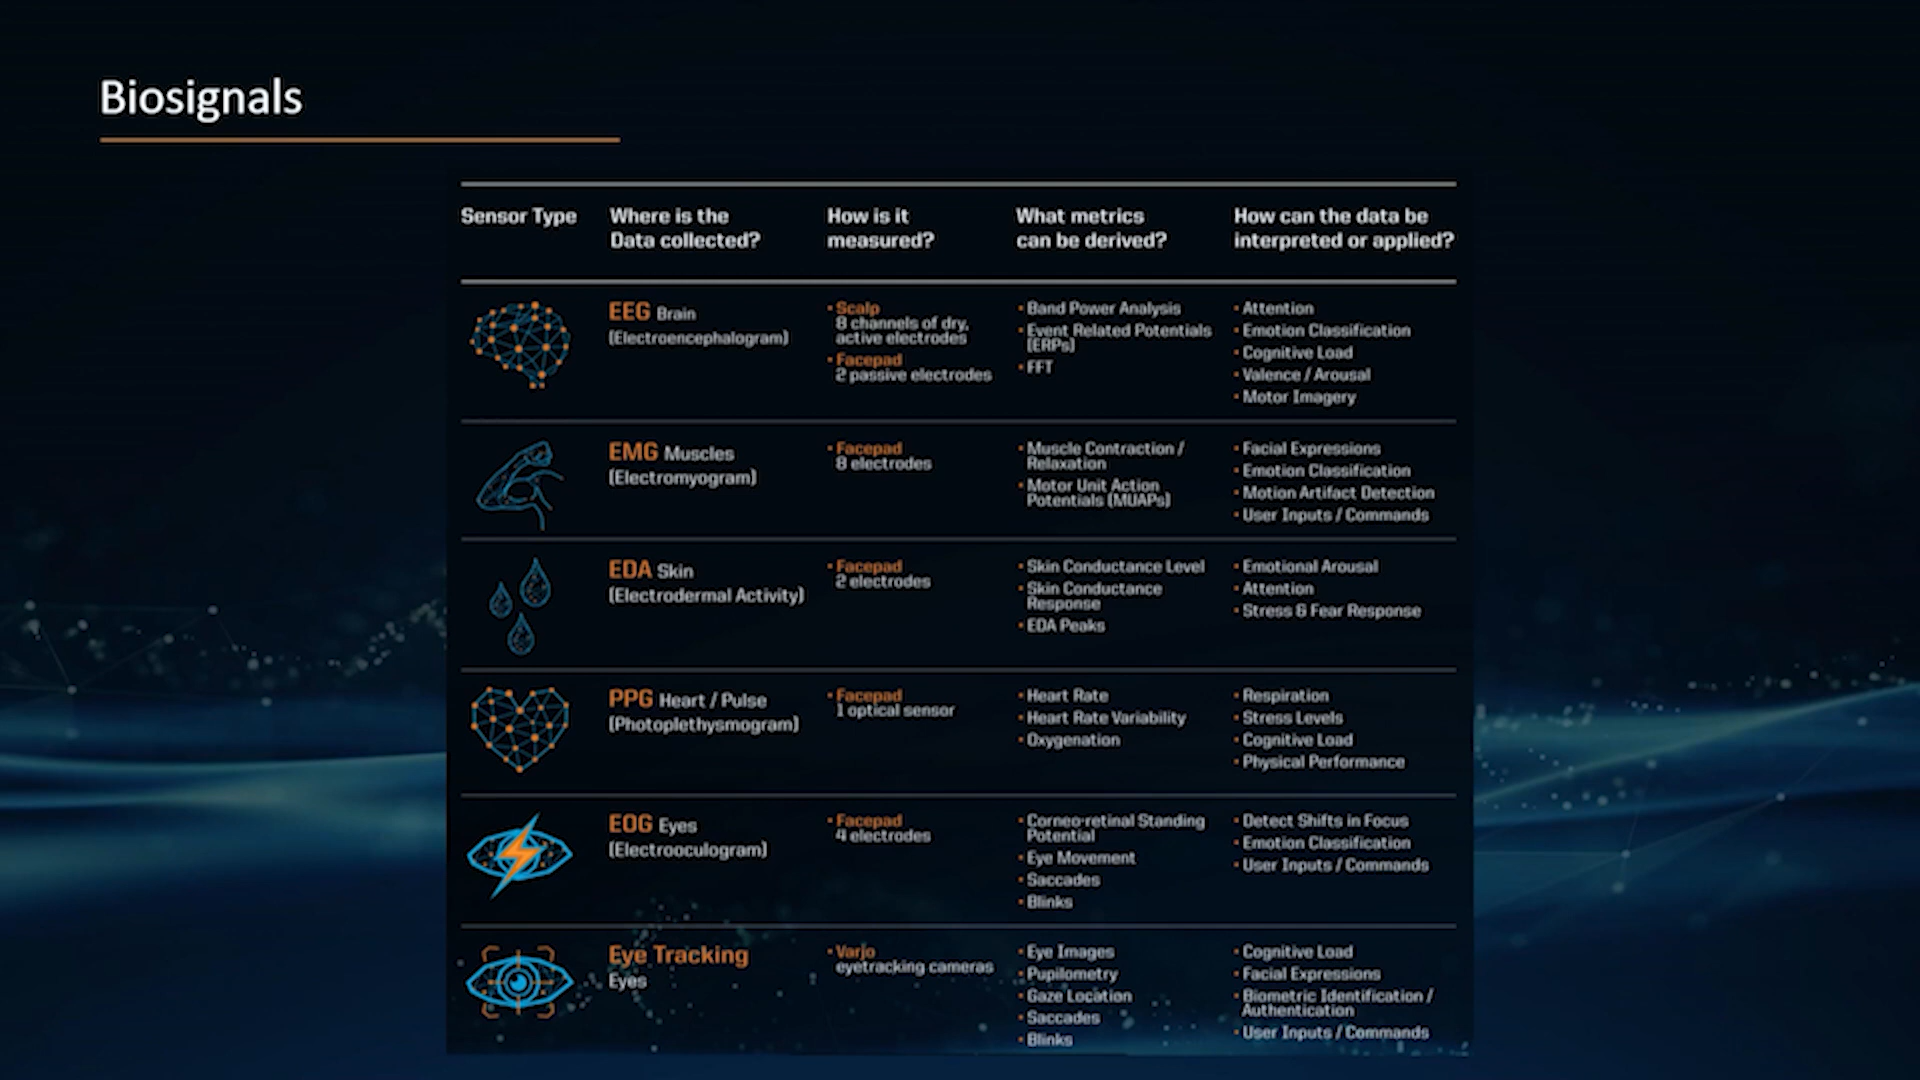 Biosignals
Sensor Type
Where is the
Data collected?
How is it
measured?
What metrics
can be derived?
How can the data be
interpreted or applied?
EEG Brain
(Electroencephalogram)
• Scalp
8 channels of dry,
active electrodes
• Facepad
2 passive electrodes
• Band Power Analysis
• Event Related Potentials
(ERPs)
• FFT
• Attention
• Emotion Classification
• Cognitive Load
• Valence / Arousal
• Motor Imagery
EMG Muscles
(Electromyogram)
• Facepad
8 electrodes
• Muscle Contraction /
Relaxation
• Motor Unit Action
Potentials (MUAPs)
• Facial Expressions
• Emotion Classification
• Motion Artifact Detection
• User Inputs / Commands
EDA Skin
(Electrodermal Activity)
• Facepad
2 electrodes
• Skin Conductance Level
• Skin Conductance
Response
• EDA Peaks
• Emotional Arousal
• Attention
• Stress & Fear Response
PPG Heart / Pulse
(Photoplethysmogram)
• Facepad
1 optical sensor
• Heart Rate
• Heart Rate Variability
• Oxygenation
• Respiration
• Stress Levels
• Cognitive Load
• Physical Performance
EOG Eyes
(Electrooculogram)
• Facepad
4 electrodes
• Corneo-retinal Standing
Potential
• Eye Movement
• Saccades
• Blinks
• Detect Shifts in Focus
• Emotion Classification
• User Inputs / Commands
Eye Tracking
Eyes
• Varjo
eyetracking cameras
• Eye Images
• Pupilometry
• Gaze Location
• Saccades
• Blinks
• Cognitive Load
• Facial Expressions
• Biometric Identification /
Authentication
• User Inputs / Commands